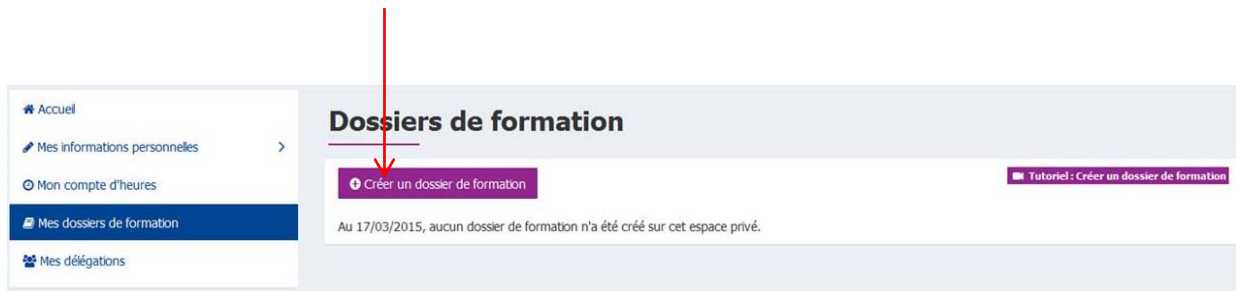 Accueil
Mes informations personnelles
Mon compte d'heures
Mes dossiers de formation
Mes délégations
Dossiers de formation
Créer un dossier de formation
Tutoriel : Créer un dossier de formation
Au 17/03/2015, aucun dossier de formation n'a été créé sur cet espace privé.